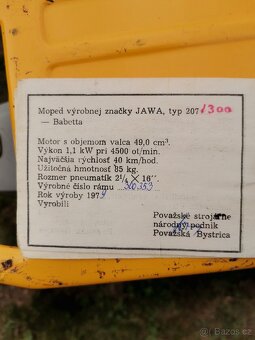 Moped výrobnej značky JAWA, typ 207 1300
— Babetta
Motor s objemom valca 49,0 cm³.
Výkon 1,1 kW pri 4500 ot/min.
Najväčšia rýchlosť 40 km/hod.
Užitočná hmotnosť 85 kg.
Rozmer pneumatík 2¼ × 16".
Výrobné číslo rámu
Rok výroby 197
Vyrobili
Považské strojárne
národný podnik
Považská Bystrica
Bazos.cz